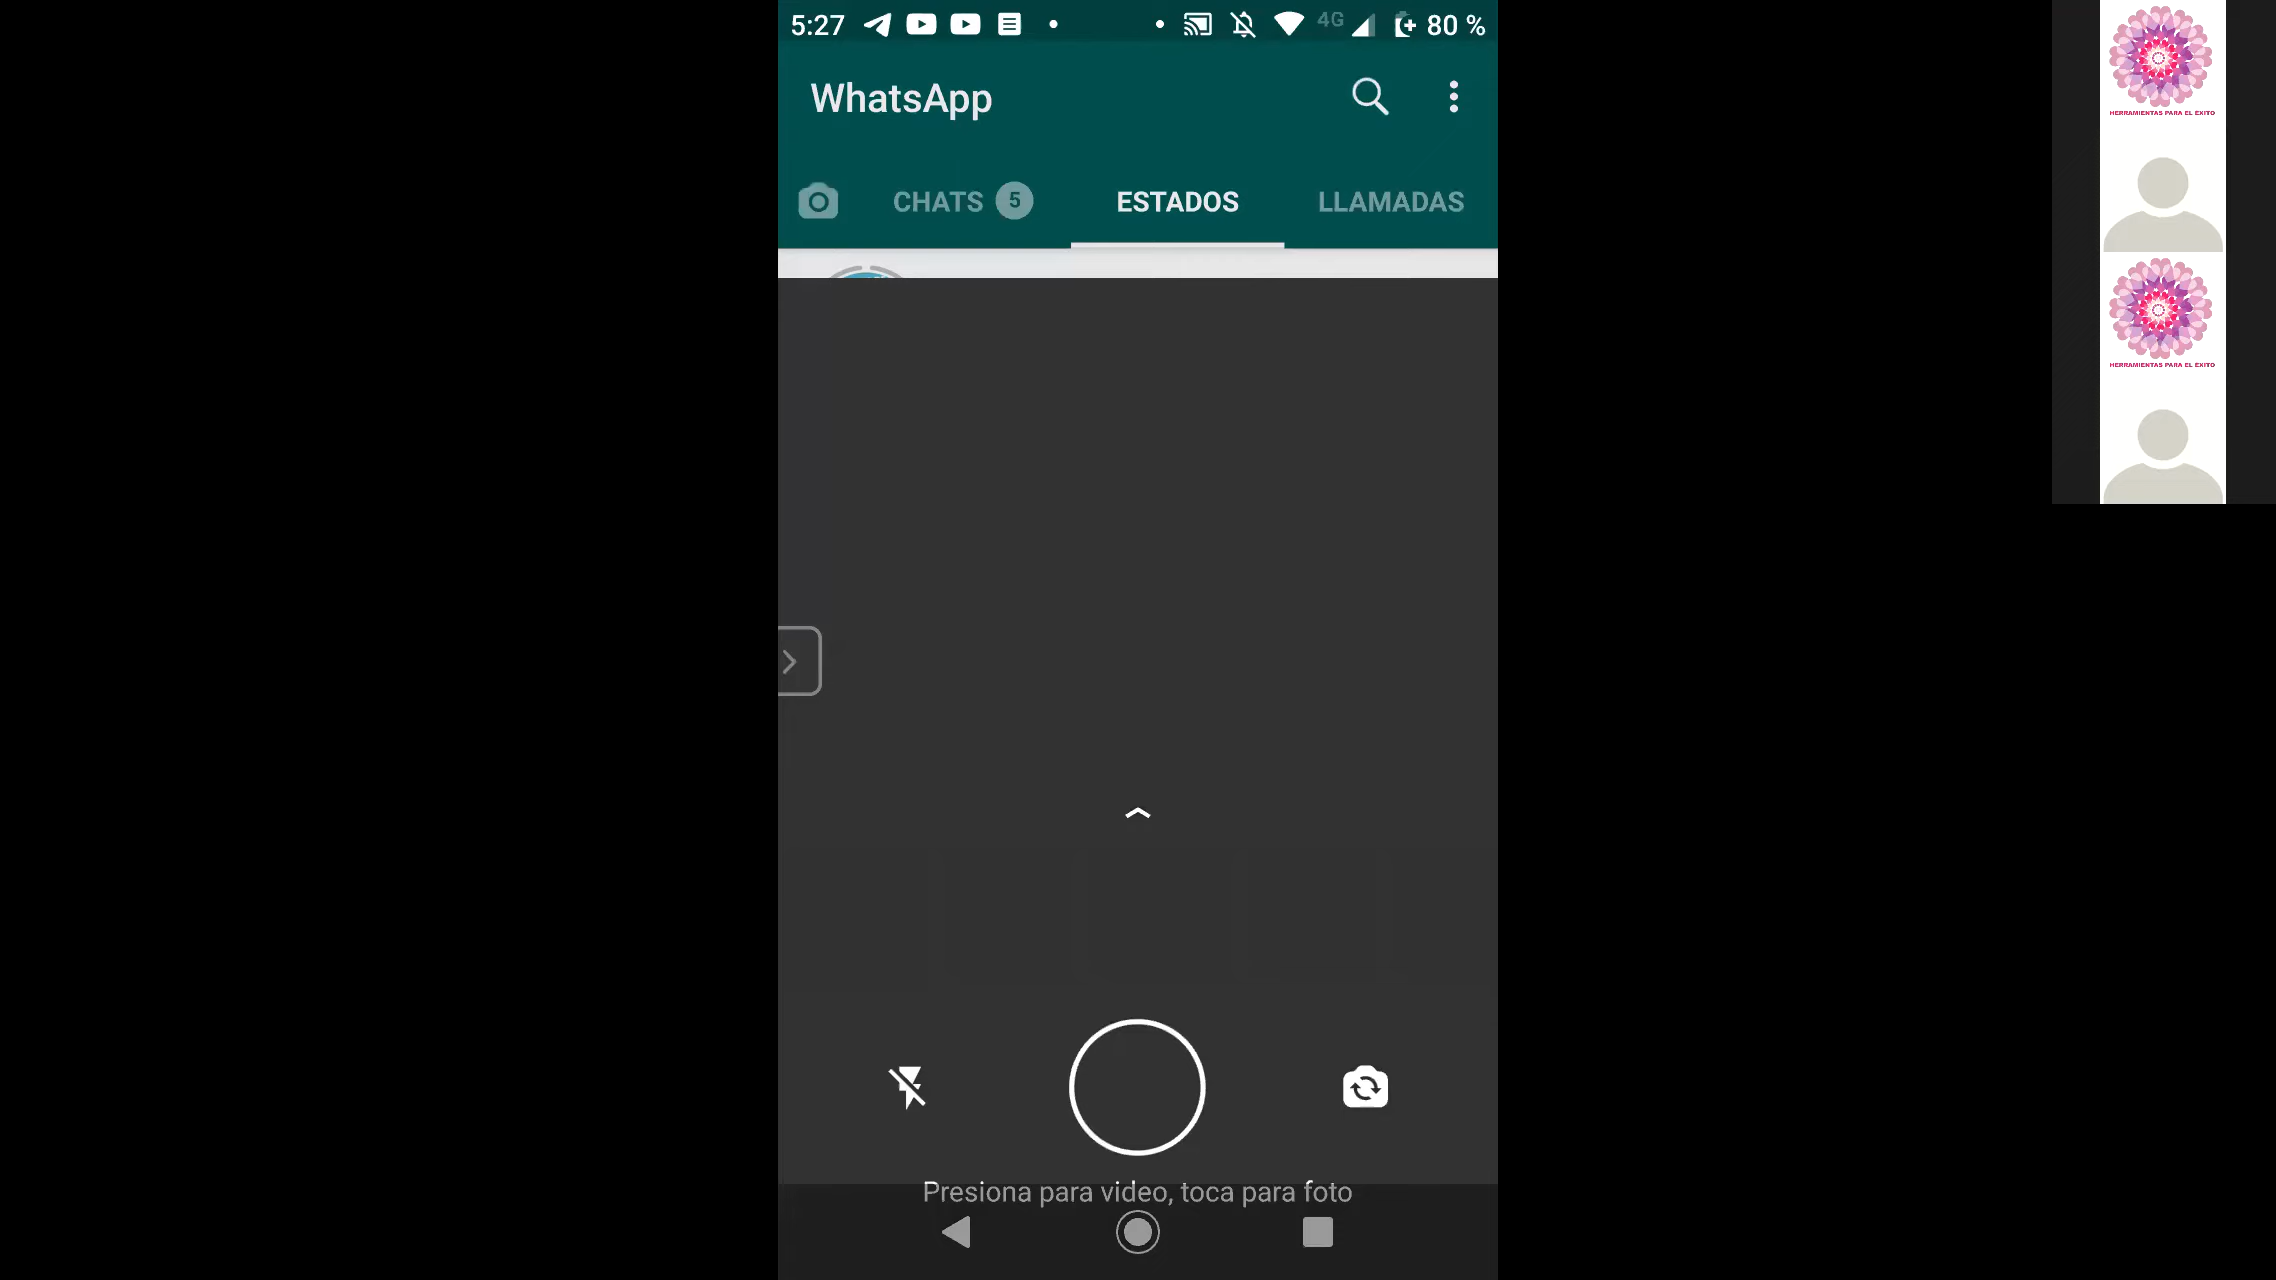 5:27 4G 80 %
WhatsApp
CHATS 5 ESTADOS LLAMADAS
Presiona para video, toca para foto
HERRAMIENTAS PARA EL EXITO
HERRAMIENTAS PARA EL EXITO